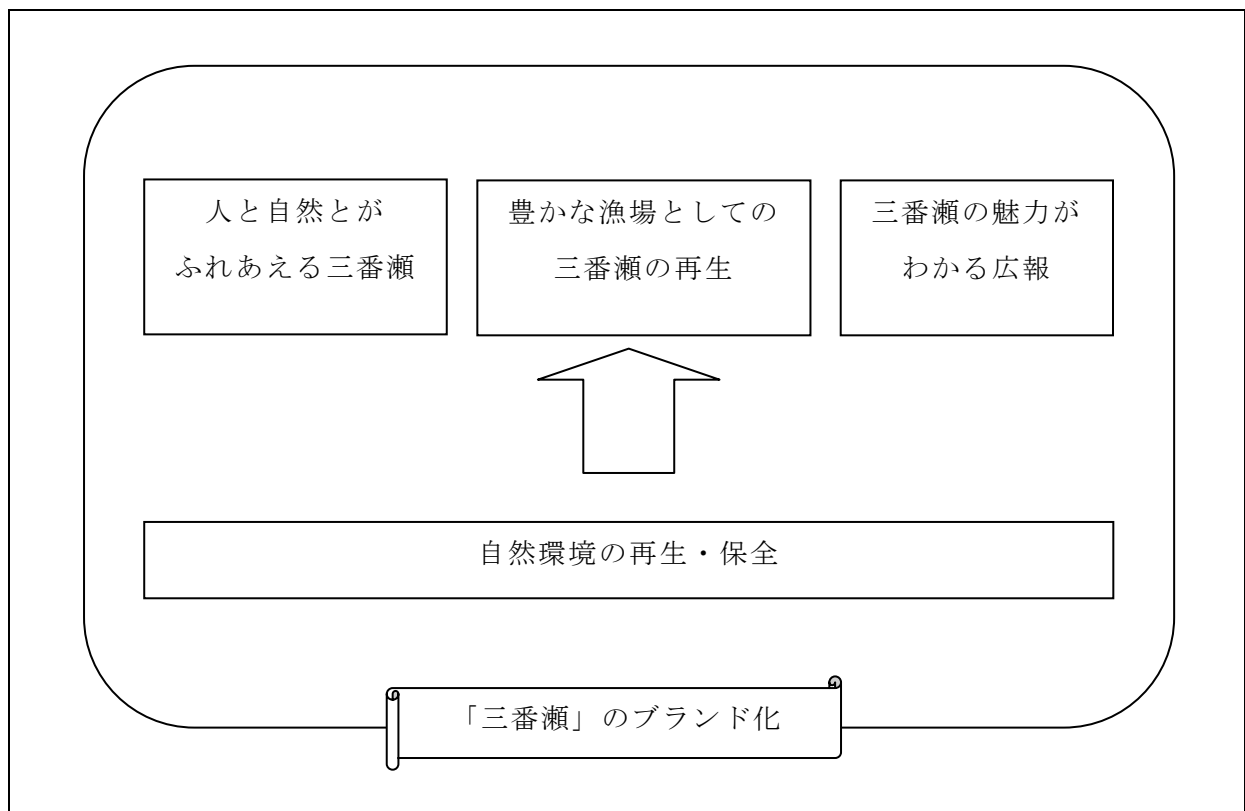 人と自然とが
ふれあえる三番瀬
豊かな漁場としての
三番瀬の再生
三番瀬の魅力が
わかる広報
自然環境の再生・保全
「三番瀬」のブランド化